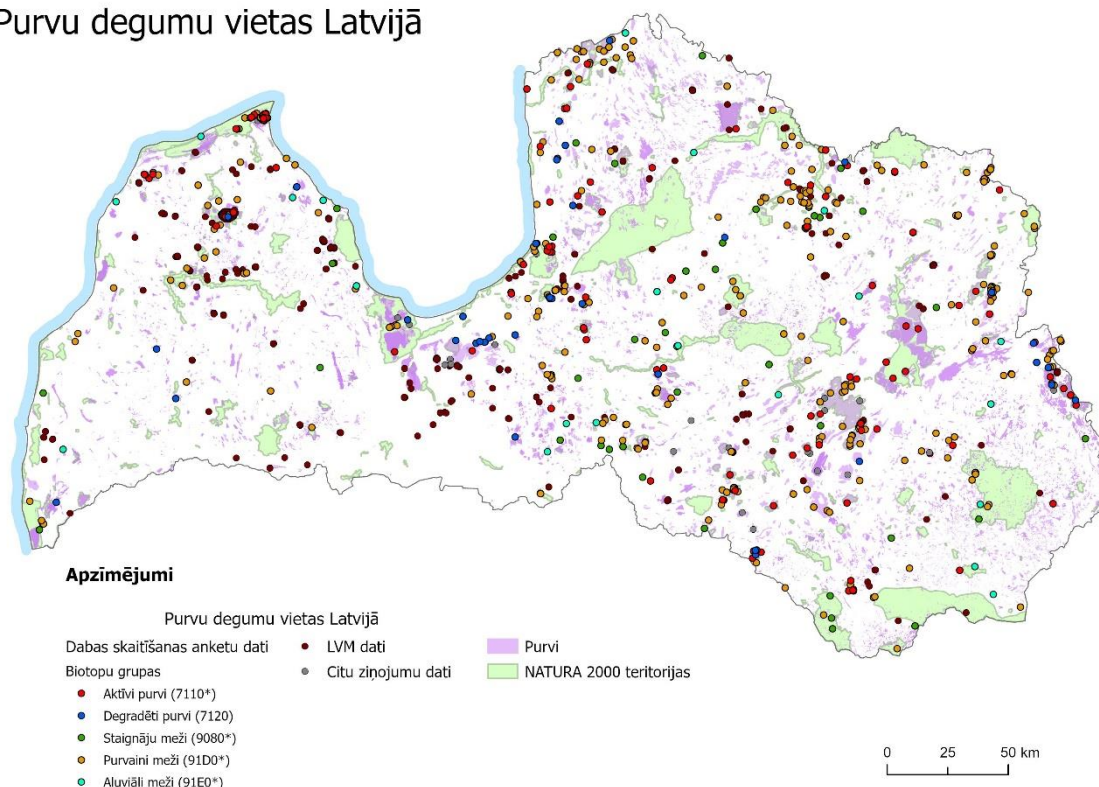 Purvu degumu vietas Latvijā
Apzīmējumi
Purvu degumu vietas Latvijā
Dabas skaitīšanas anketu dati
Biotopu grupas
Aktīvi purvi (7110*)
Degradēti purvi (7120)
Staignāju meži (9080*)
Purvaini meži (91D0*)
Aluviāli meži (91E0*)
LVM dati
Citu ziņojumu dati
Purvi
NATURA 2000 teritorijas
0 25 50 km